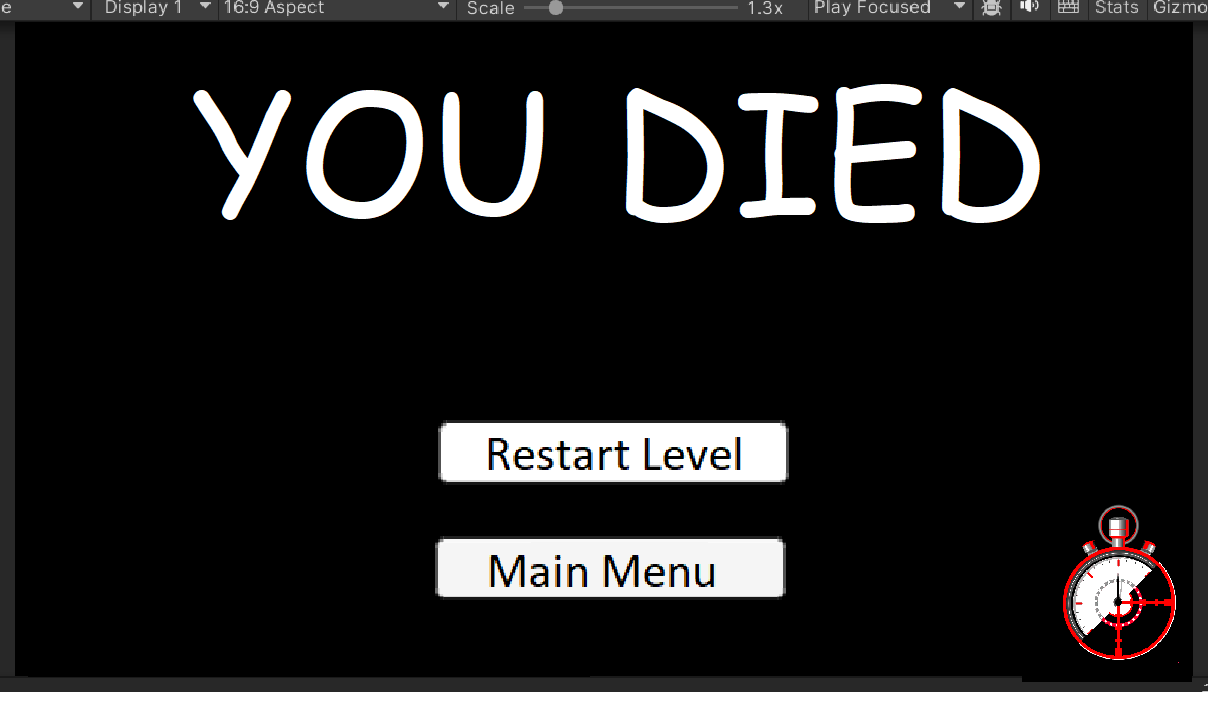 e Display 1 16:9 Aspect Scale 1.3x Play Focused Stats Gizmo
YOU DIED
Restart Level
Main Menu